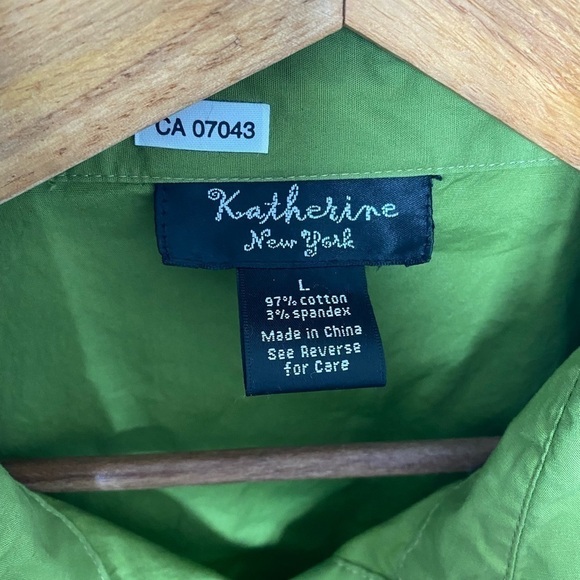 CA 07043
Katherine
New York
L
97% cotton
3% spandex
Made in China
See Reverse
for Care